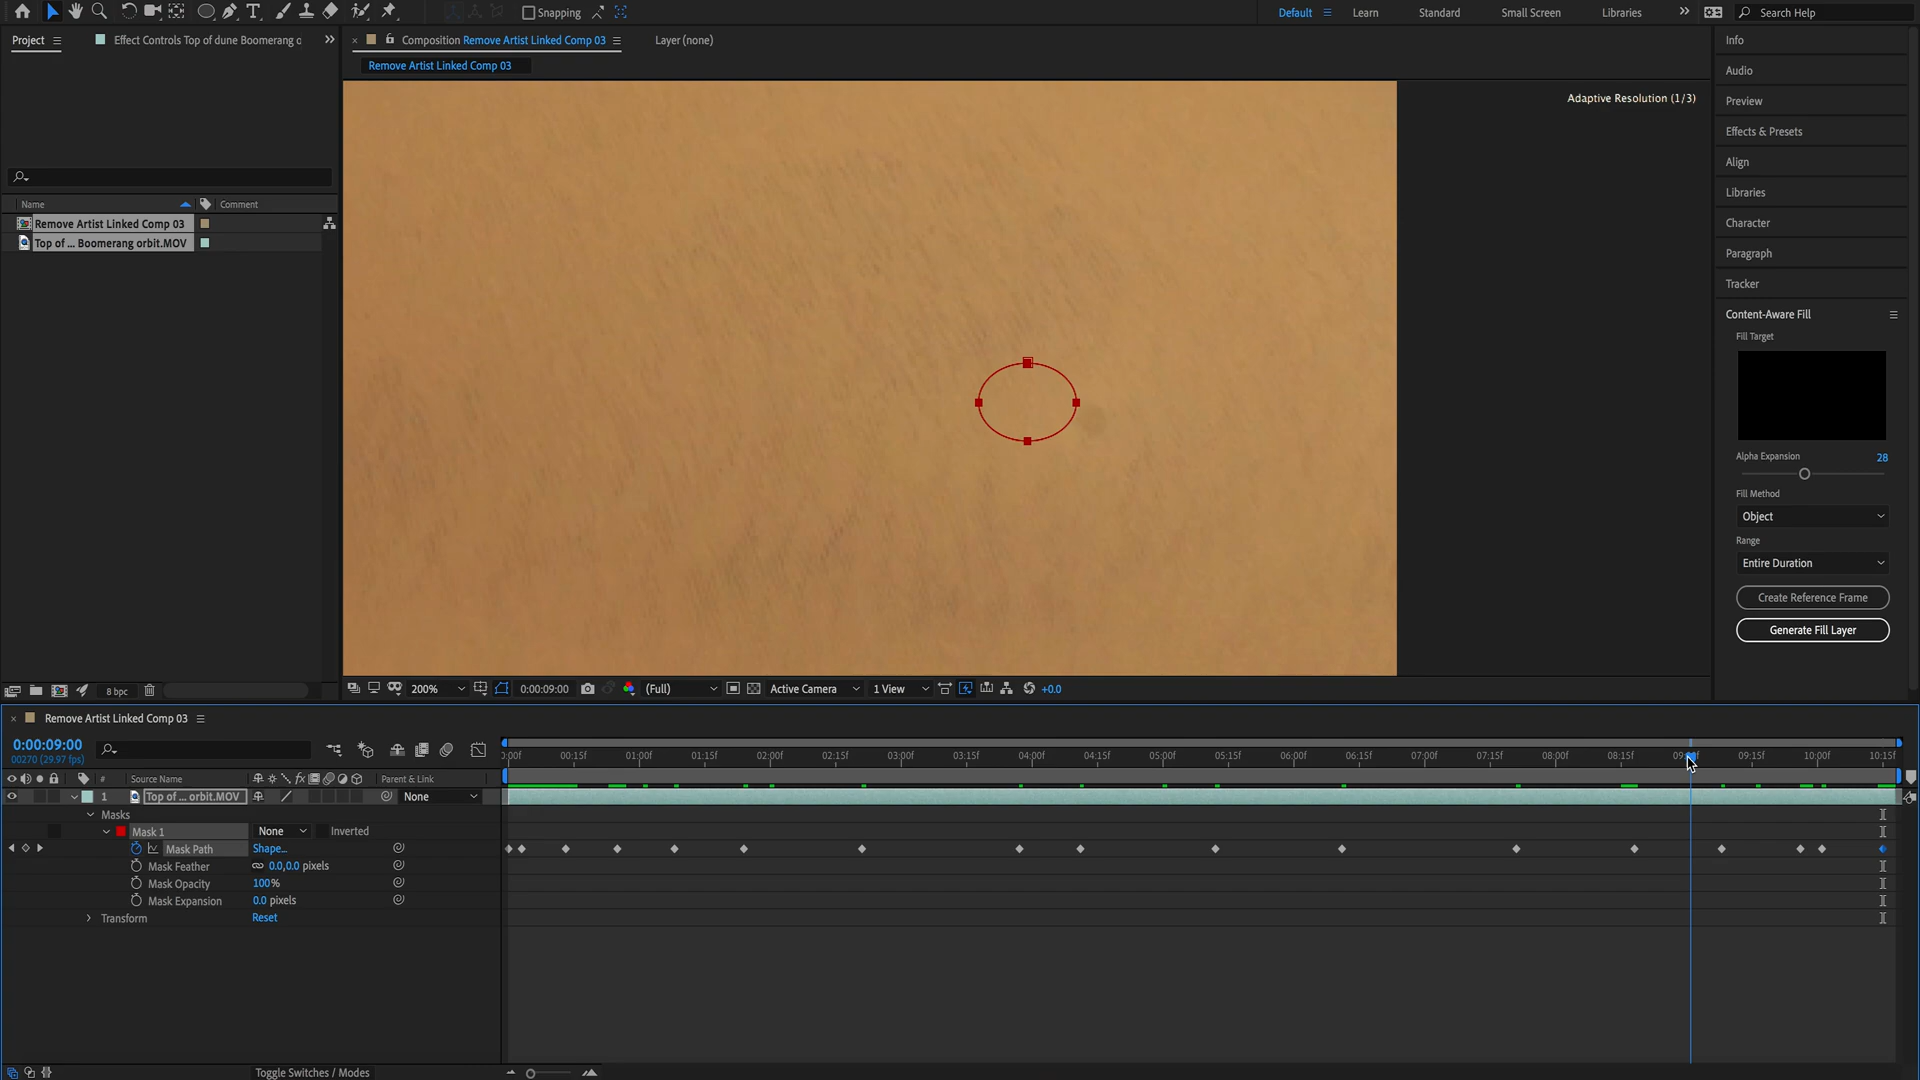 Snapping
Default
Learn
Standard
Small Screen
Libraries
Search Help
Project
Effect Controls Top of dune Boomerang o
Composition Remove Artist Linked Comp 03
Layer (none)
Remove Artist Linked Comp 03
Adaptive Resolution (1/3)
Name
Comment
Remove Artist Linked Comp 03
Top of ... Boomerang orbit.MOV
Info
Audio
Preview
Effects & Presets
Align
Libraries
Character
Paragraph
Tracker
Content-Aware Fill
Fill Target
Alpha Expansion 28
Fill Method
Object
Range
Entire Duration
Create Reference Frame
Generate Fill Layer
8 bpc
200%
0:00:09:00
(Full)
Active Camera
1 View
+0.0
Remove Artist Linked Comp 03
0:00:09:00
00270 (29.97 fps)
):00f 00:15f 01:00f 01:15f 02:00f 02:15f 03:00f 03:15f 04:00f 04:15f 05:00f 05:15f 06:00f 06:15f 07:00f 07:15f 08:00f 08:15f 09:00f 09:15f 10:00f 10:15f
# Source Name fx Parent & Link
1 Top of ... orbit.MOV None
Masks
Mask 1 None Inverted
Mask Path Shape...
Mask Feather 0.0,0.0 pixels
Mask Opacity 100%
Mask Expansion 0.0 pixels
Transform Reset
Toggle Switches / Modes